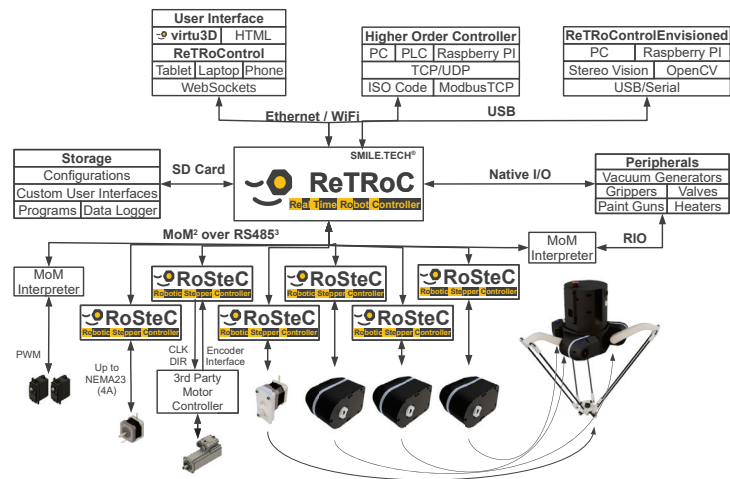 User Interface
virtu3D HTML
ReTRoControl
Tablet Laptop Phone
WebSockets
Higher Order Controller
PC PLC Raspberry PI
TCP/UDP
ISO Code ModbusTCP
ReTRoControlEnvisioned
PC Raspberry PI
Stereo Vision OpenCV
USB/Serial
Ethernet / WiFi
USB
Storage
Configurations
Custom User Interfaces
Programs Data Logger
SD Card
SMILE.TECH®
ReTRoC
Real Time Robot Controller
Native I/O
Peripherals
Vacuum Generators
Grippers Valves
Paint Guns Heaters
MoM² over RS485³
RIO
MoM
Interpreter
MoM
Interpreter
RoSteC
Robotic Stepper Controller
RoSteC
Robotic Stepper Controller
RoSteC
Robotic Stepper Controller
RoSteC
Robotic Stepper Controller
RoSteC
Robotic Stepper Controller
RoSteC
Robotic Stepper Controller
PWM
Up to
NEMA23
(4A)
CLK
DIR
Encoder
Interface
3rd Party
Motor
Controller